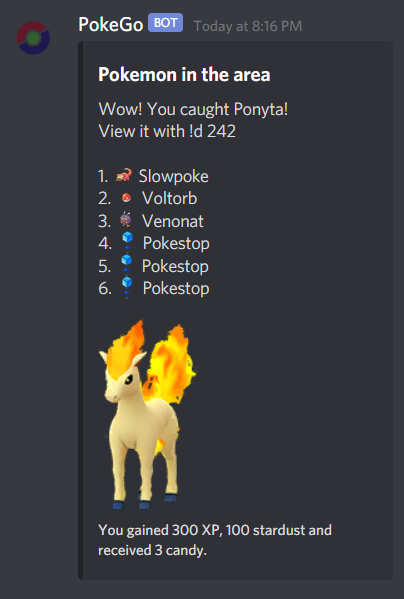 PokeGo BOT Today at 8:16 PM
Pokemon in the area
Wow! You caught Ponyta!
View it with !d 242
1. Slowpoke
2. Voltorb
3. Venonat
4. Pokestop
5. Pokestop
6. Pokestop
You gained 300 XP, 100 stardust and
received 3 candy.